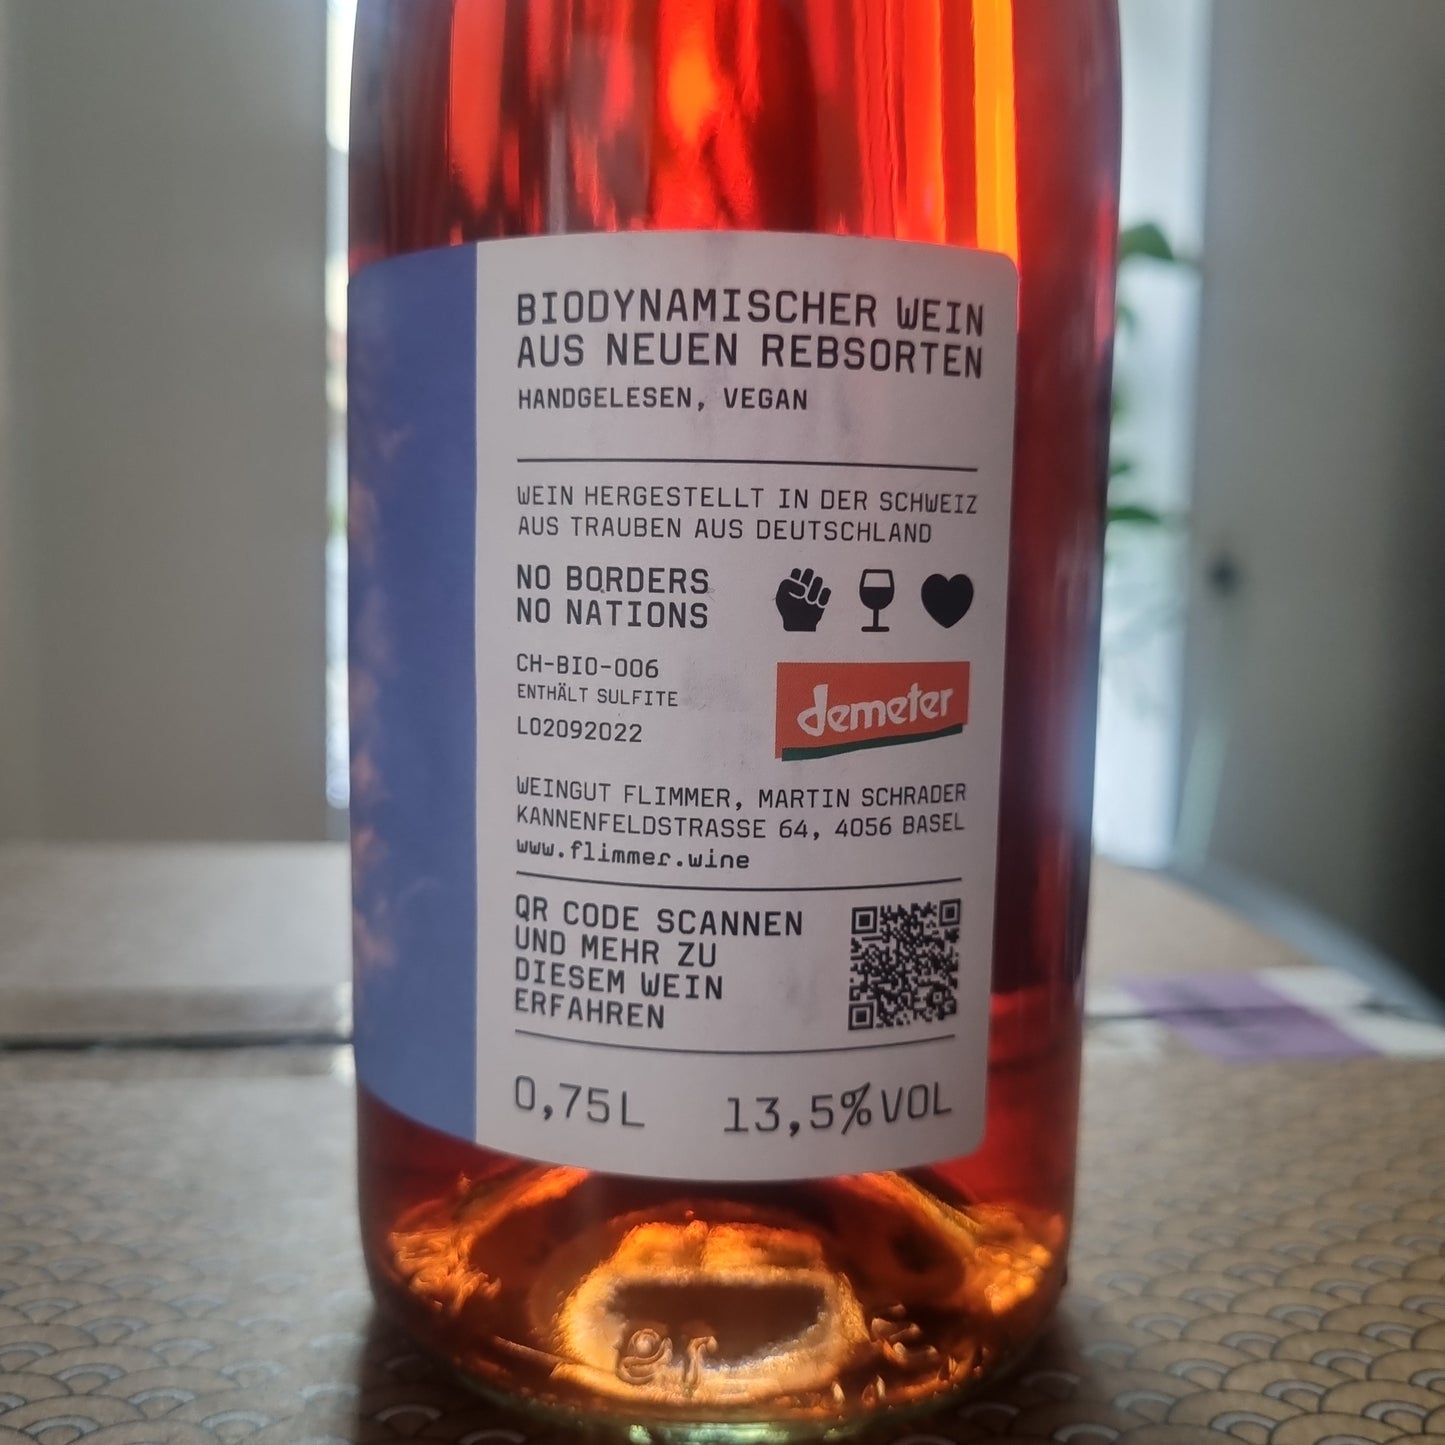 BIODYNAMISCHER WEIN
AUS NEUEN REBSORTEN
HANDGELESEN, VEGAN
WEIN HERGESTELLT IN DER SCHWEIZ
AUS TRAUBEN AUS DEUTSCHLAND
NO BORDERS
NO NATIONS
CH-BIO-006
ENTHÄLT SULFITE
L02092022
demeter
WEINGUT FLIMMER, MARTIN SCHRADER
KANNENFELDSTRASSE 64, 4056 BASEL
www.flimmer.wine
QR CODE SCANNEN
UND MEHR ZU
DIESEM WEIN
ERFAHREN
0,75L 13,5%VOL